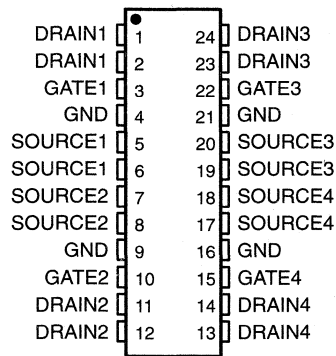 DRAIN1 1 24 DRAIN3
DRAIN1 2 23 DRAIN3
GATE1 3 22 GATE3
GND 4 21 GND
SOURCE1 5 20 SOURCE3
SOURCE1 6 19 SOURCE3
SOURCE2 7 18 SOURCE4
SOURCE2 8 17 SOURCE4
GND 9 16 GND
GATE2 10 15 GATE4
DRAIN2 11 14 DRAIN4
DRAIN2 12 13 DRAIN4